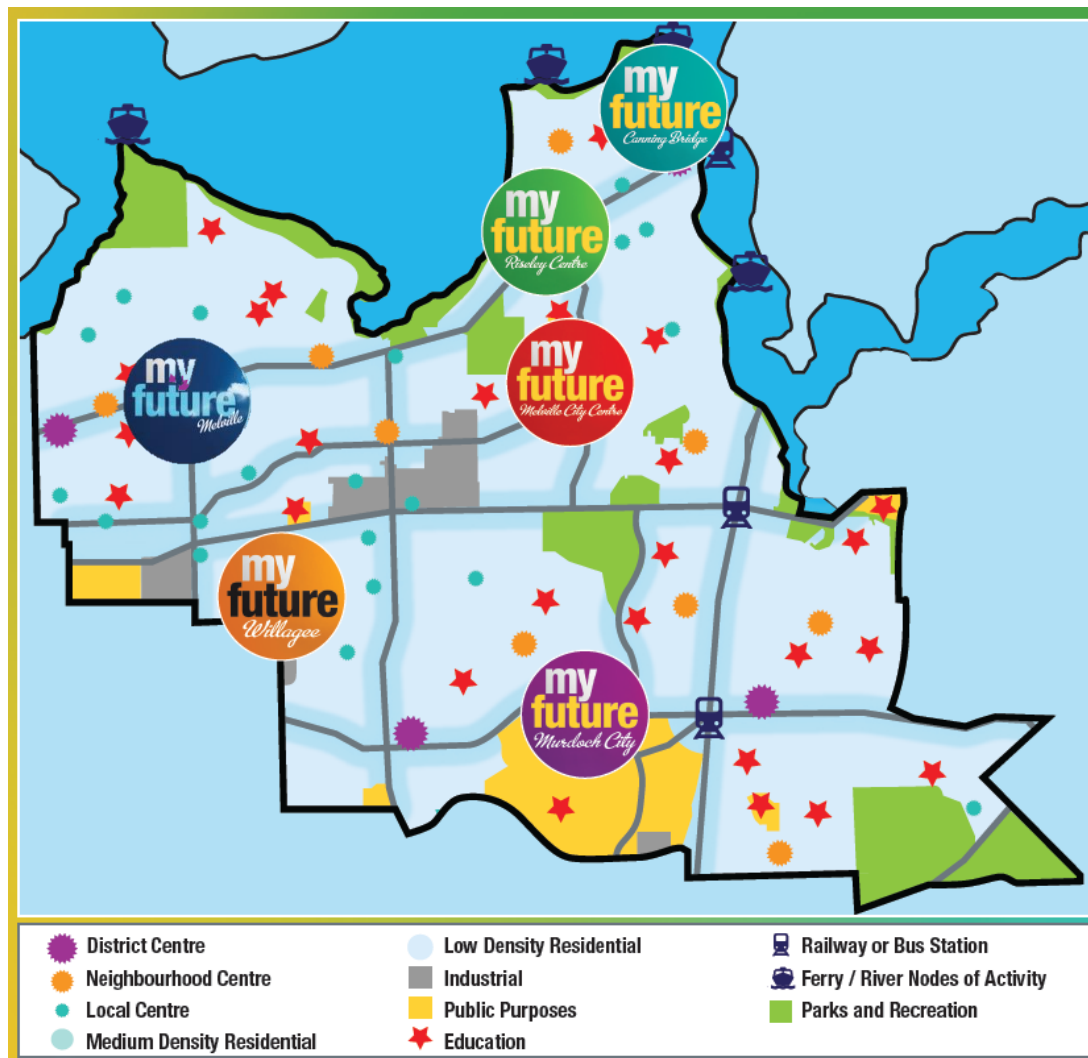 my
future
Canning Bridge
my
future
Riseley Centre
my
future
Melville
my
future
Melville City Centre
my
future
Willagee
my
future
Murdoch City
District Centre
Neighbourhood Centre
Local Centre
Medium Density Residential
Low Density Residential
Industrial
Public Purposes
Education
Railway or Bus Station
Ferry / River Nodes of Activity
Parks and Recreation